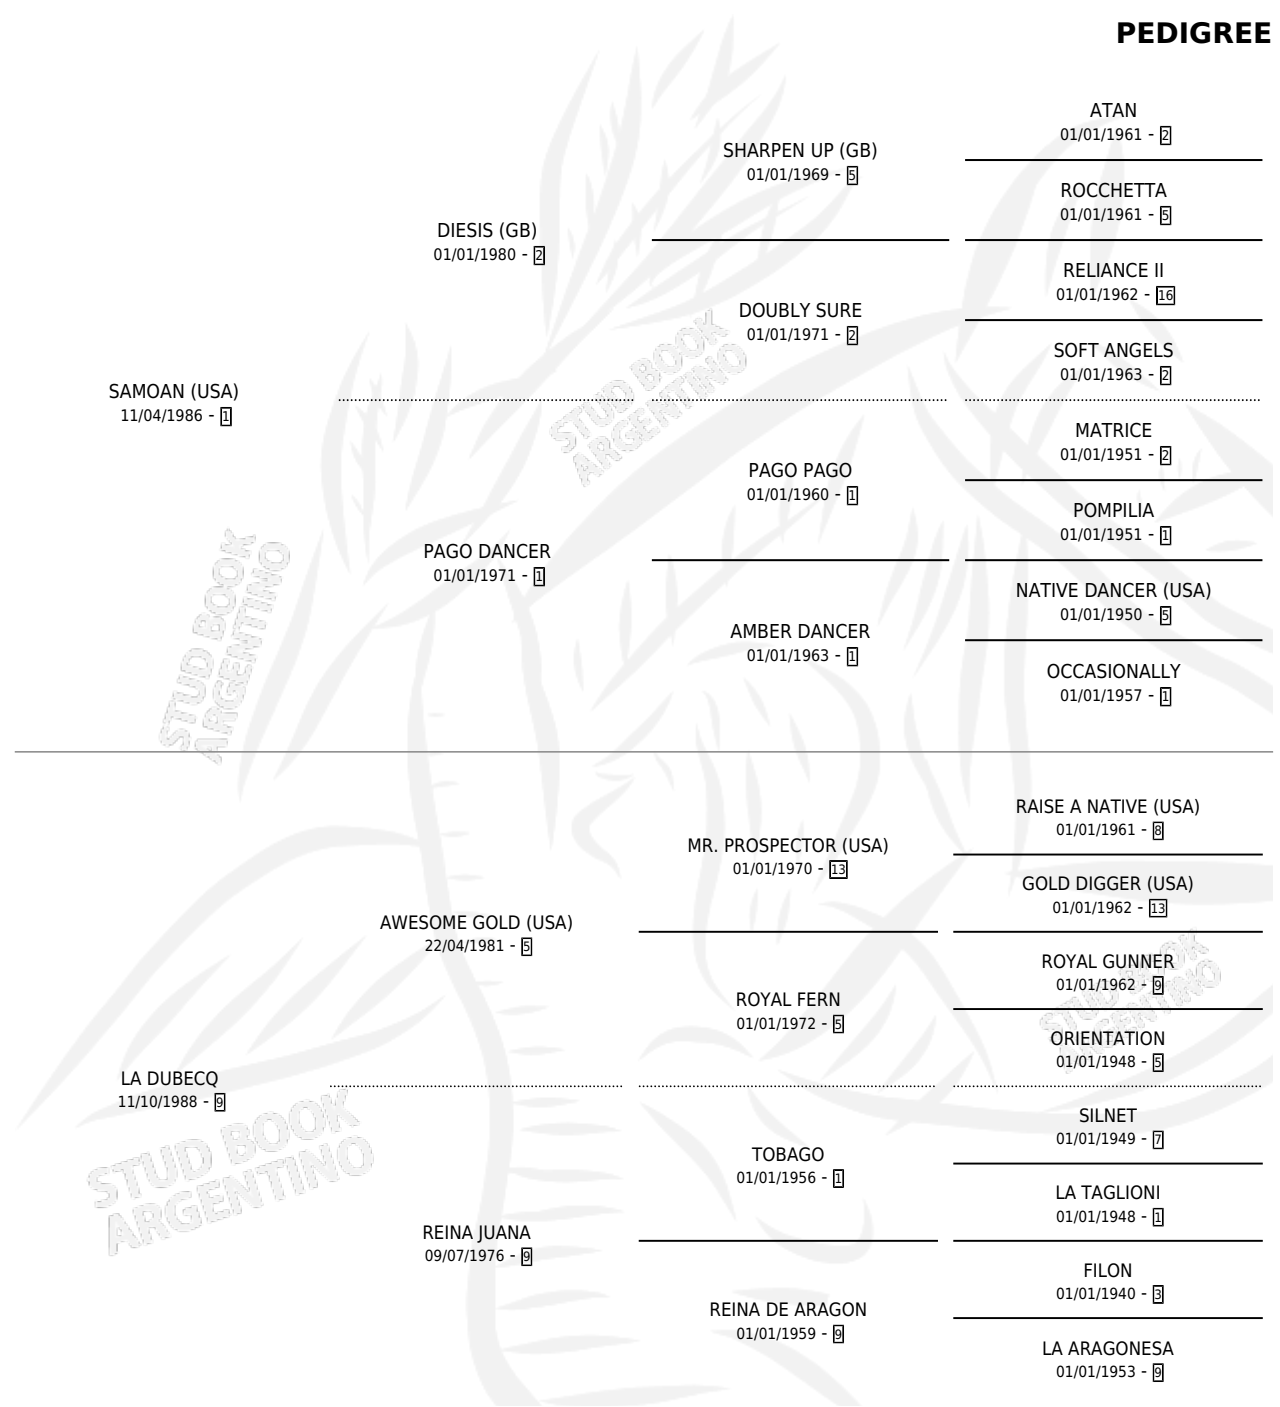 PEDIGREE
ATAN
01/01/1961 - 2
SHARPEN UP (GB)
01/01/1969 - 5
ROCCHETTA
01/01/1961 - 5
DIESIS (GB)
01/01/1980 - 2
RELIANCE II
01/01/1962 - 16
DOUBLY SURE
01/01/1971 - 2
SOFT ANGELS
01/01/1963 - 2
SAMOAN (USA)
11/04/1986 - 1
STUD BOOK
ARGENTINO
MATRICE
01/01/1951 - 2
PAGO PAGO
01/01/1960 - 1
POMPILIA
01/01/1951 - 1
PAGO DANCER
01/01/1971 - 1
NATIVE DANCER (USA)
01/01/1950 - 5
AMBER DANCER
01/01/1963 - 1
OCCASIONALLY
01/01/1957 - 1
STUD BOOK
ARGENTINO
RAISE A NATIVE (USA)
01/01/1961 - 8
MR. PROSPECTOR (USA)
01/01/1970 - 13
GOLD DIGGER (USA)
01/01/1962 - 13
AWESOME GOLD (USA)
22/04/1981 - 5
ROYAL GUNNER
01/01/1962 - 9
ROYAL FERN
01/01/1972 - 5
STUD BOOK
ARGENTINO
ORIENTATION
01/01/1948 - 5
LA DUBECQ
11/10/1988 - 9
SILNET
01/01/1949 - 7
TOBAGO
01/01/1956 - 1
LA TAGLIONI
01/01/1948 - 1
STUD BOOK
ARGENTINO
REINA JUANA
09/07/1976 - 9
FILON
01/01/1940 - 3
REINA DE ARAGON
01/01/1959 - 9
LA ARAGONESA
01/01/1953 - 9